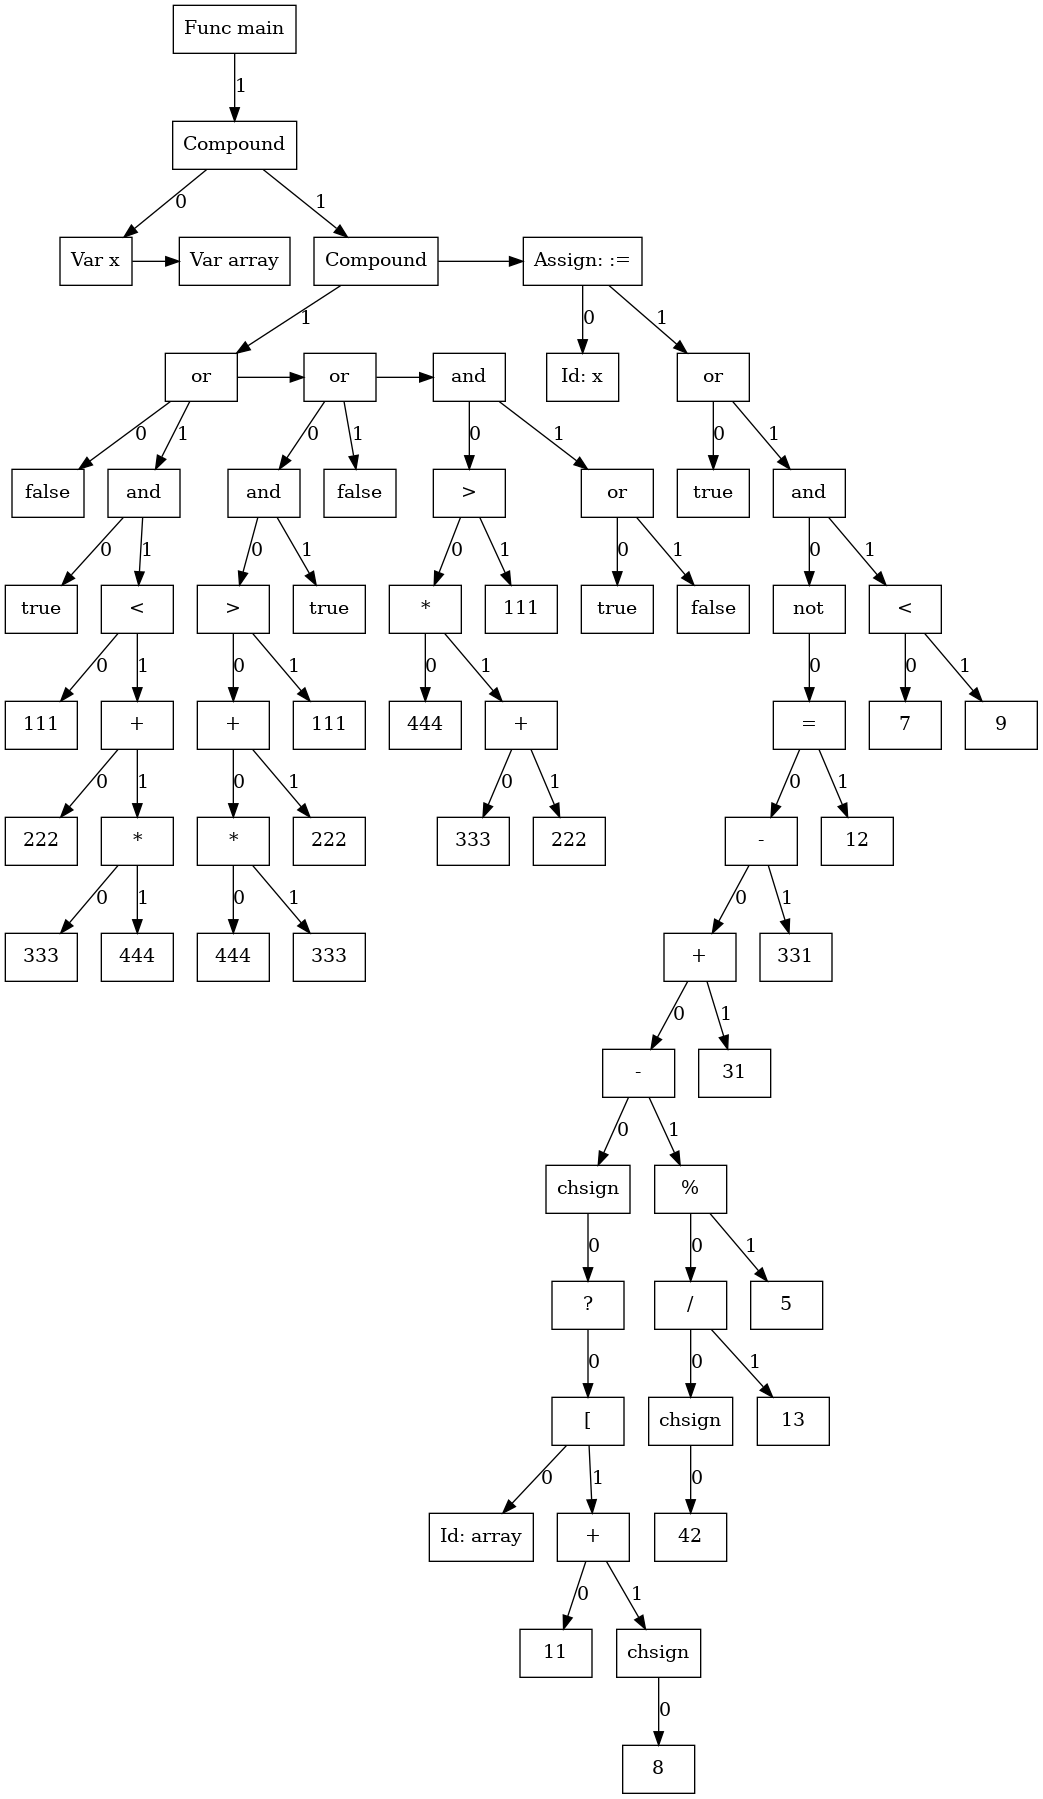 Func main
1
Compound
0 1
Var x Var array Compound Assign: :=
1 0 1
or or and Id: x or
0 1 0 1 0 1 0 1
false and and false > or true and
0 1 0 1 0 1 0 1 0 1
true < > true * 111 true false not <
0 1 0 1 0 1 0 0 1
111 + + 111 444 + = 7 9
0 1 0 1 0 1 0 1
222 * * 222 333 222 - 12
0 1 0 1 0 1
333 444 444 333 + 331
0 1
- 31
0 1
chsign %
0 0 1
? / 5
0 0 1
[ chsign 13
0 1 0
Id: array + 42
0 1
11 chsign
0
8